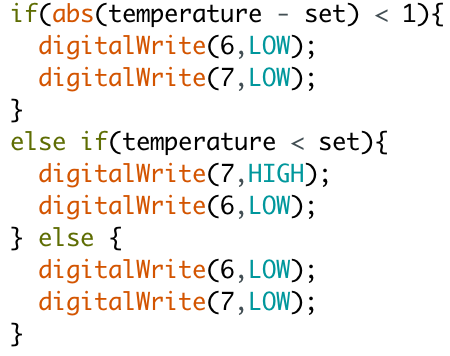 if(abs(temperature - set) < 1){
  digitalWrite(6,LOW);
  digitalWrite(7,LOW);
}
else if(temperature < set){
  digitalWrite(7,HIGH);
  digitalWrite(6,LOW);
} else {
  digitalWrite(6,LOW);
  digitalWrite(7,LOW);
}